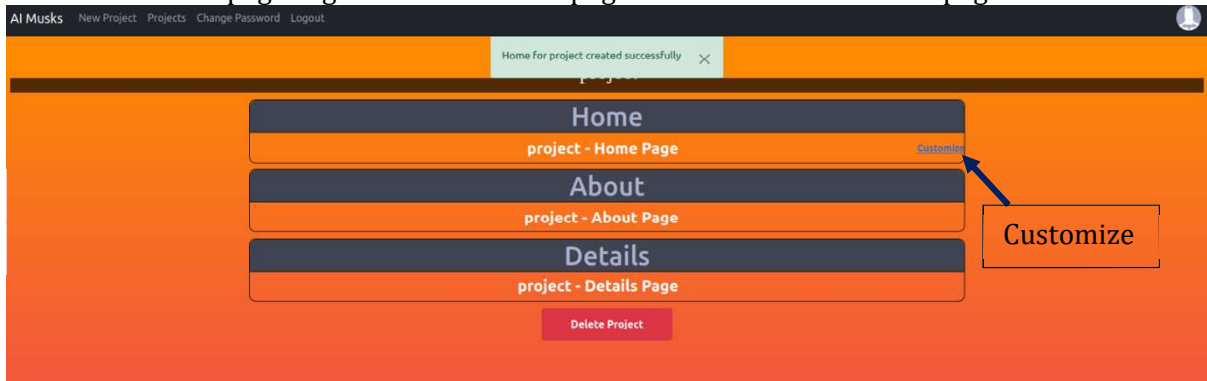 AI Musks New Project Projects Change Password Logout
Home for project created successfully ×
project
Home
project - Home Page Customize
About
project - About Page
Customize
Details
project - Details Page
Delete Project